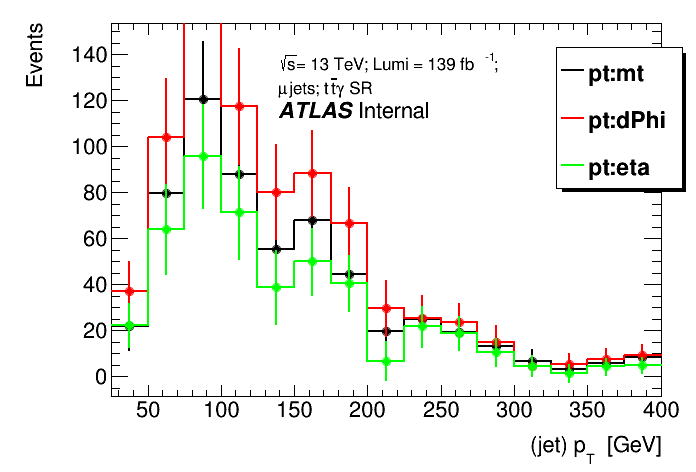 Events
140
120
100
80
60
40
20
0
√s= 13 TeV; Lumi = 139 fb⁻¹;
μjets; tt̄γ SR
ATLAS Internal
pt:mt
pt:dPhi
pt:eta
50 100 150 200 250 300 350 400
(jet) p_T [GeV]